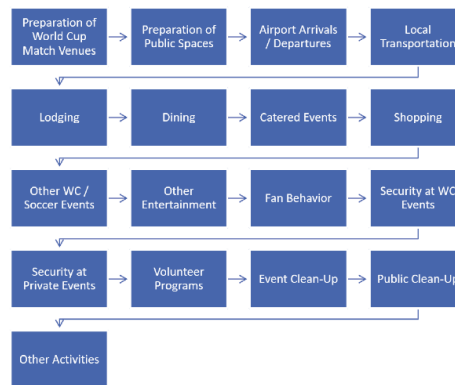 Preparation of
World Cup
Match Venues
Preparation of
Public Spaces
Airport Arrivals
/ Departures
Local
Transportation
Lodging
Dining
Catered Events
Shopping
Other WC /
Soccer Events
Other
Entertainment
Fan Behavior
Security at WC
Events
Security at
Private Events
Volunteer
Programs
Event Clean-Up
Public Clean-Up
Other Activities